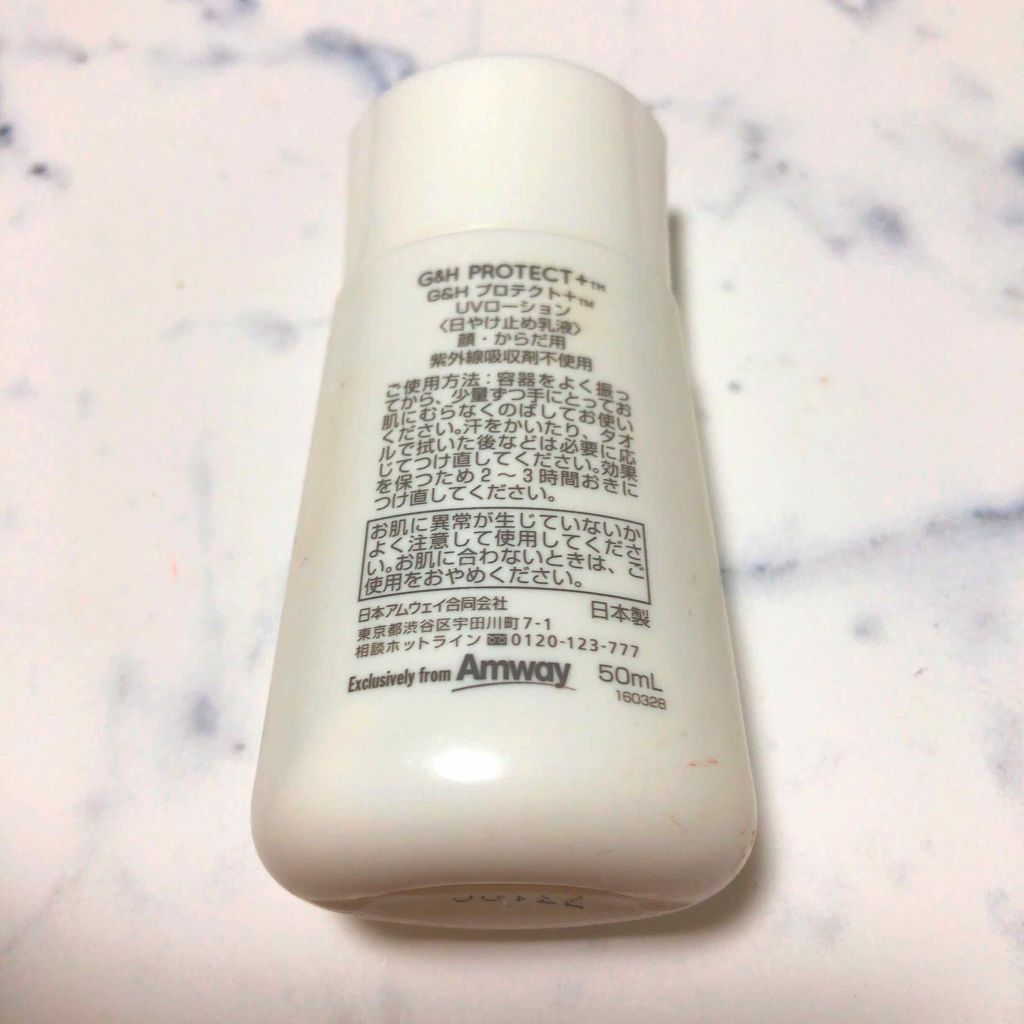 G&H PROTECT+™
G&H プロテクト+™
UVローション
〈日やけ止め乳液〉
顔・からだ用
紫外線吸収剤不使用
ご使用方法：容器をよく振っ
てから、少量ずつ手にとってお
肌にむらなくのばしてお使い
ください。汗をかいたり、タオ
ルで拭いた後などは必要に応
じてつけ直してください。効果
を保つため2～3時間おきに
つけ直してください。
お肌に異常が生じていないか
よく注意して使用してくださ
い。お肌に合わないときは、ご
使用をおやめください。
日本アムウェイ合同会社 日本製
東京都渋谷区宇田川町7-1
相談ホットライン 0120-123-777
Exclusively from Amway 50mL
160328